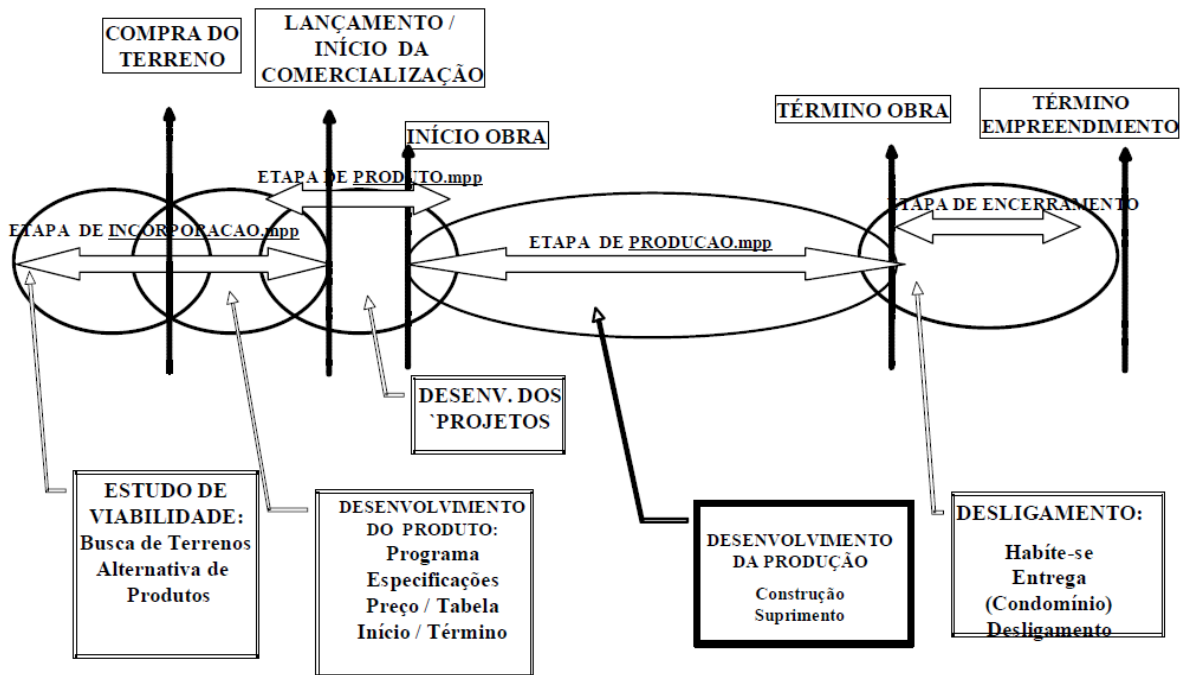 COMPRA DO
TERRENO
LANÇAMENTO /
INÍCIO DA
COMERCIALIZAÇÃO
INÍCIO OBRA
TÉRMINO OBRA
TÉRMINO
EMPREENDIMENTO
ETAPA DE PRODUTO.mpp
ETAPA DE INCORPORACAO.mpp
ETAPA DE PRODUCAO.mpp
ETAPA DE ENCERRAMENTO
DESENV. DOS
`PROJETOS
ESTUDO DE
VIABILIDADE:
Busca de Terrenos
Alternativa de
Produtos
DESENVOLVIMENTO
DO PRODUTO:
Programa
Especificações
Preço / Tabela
Início / Término
DESENVOLVIMENTO
DA PRODUÇÃO
Construção
Suprimento
DESLIGAMENTO:
Habíte-se
Entrega
(Condomínio)
Desligamento